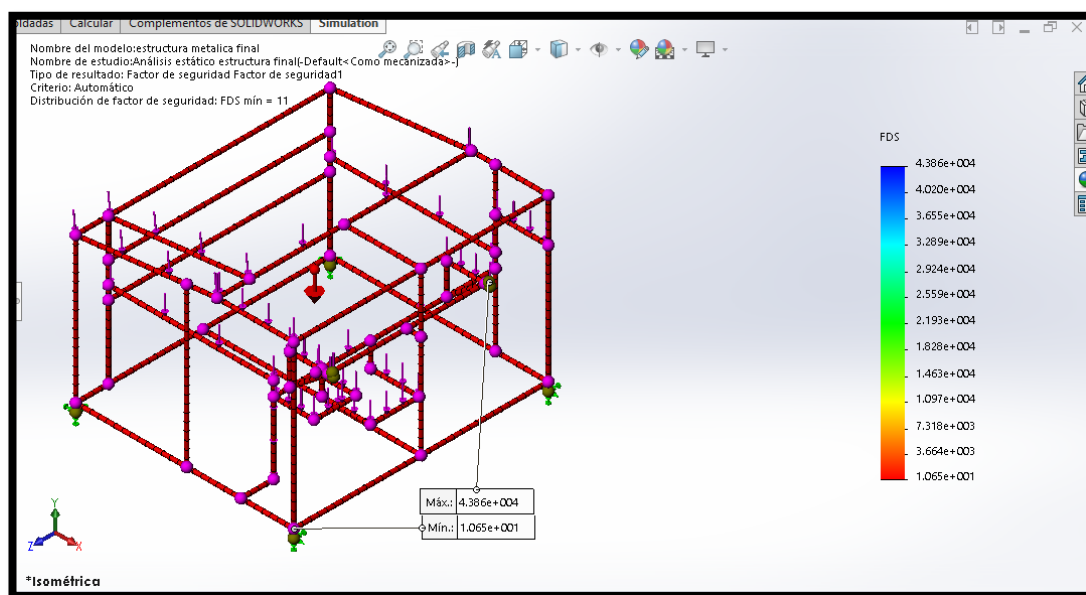 oldadas Calcular Complementos de SOLIDWORKS Simulation
Nombre del modelo:estructura metalica final
Nombre de estudio:Análisis estático estructura final(-Default<Como mecanizada>-)
Tipo de resultado: Factor de seguridad Factor de seguridad1
Criterio: Automático
Distribución de factor de seguridad: FDS mín = 11
FDS
4.386e+004
4.020e+004
3.655e+004
3.289e+004
2.924e+004
2.559e+004
2.193e+004
1.828e+004
1.463e+004
1.097e+004
7.318e+003
3.664e+003
1.065e+001
Máx.: 4.386e+004
Mín.: 1.065e+001
Y
Z
X
*Isométrica